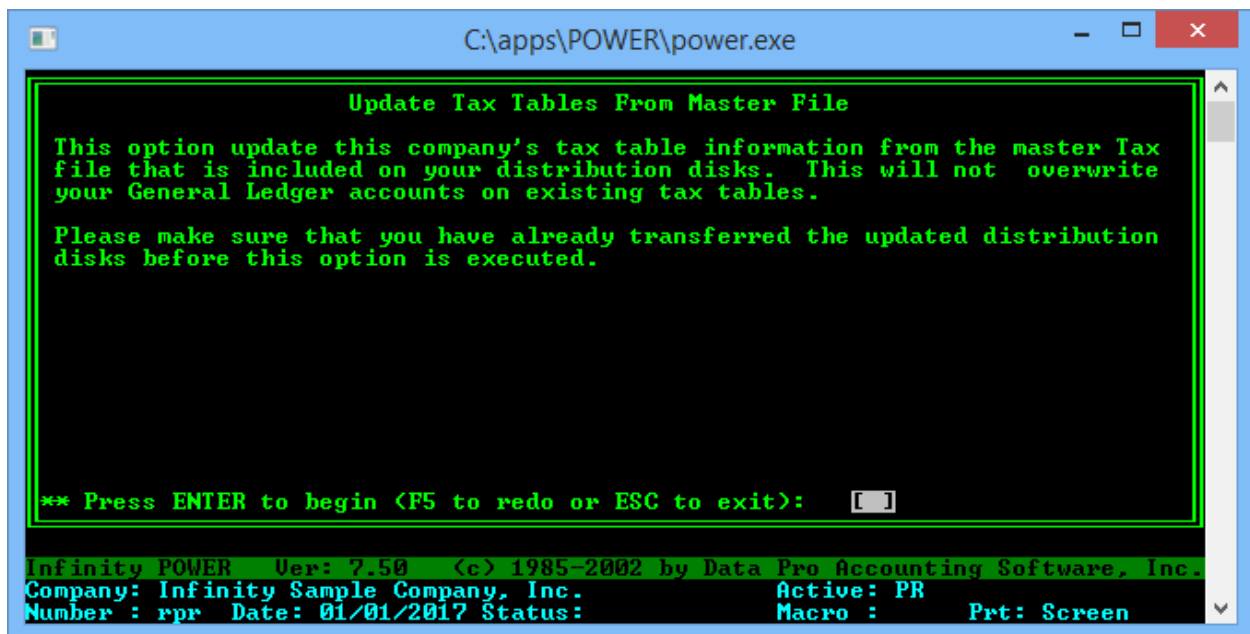 C:\apps\POWER\power.exe
Update Tax Tables From Master File
This option update this company's tax table information from the master Tax
file that is included on your distribution disks. This will not overwrite
your General Ledger accounts on existing tax tables.
Please make sure that you have already transferred the updated distribution
disks before this option is executed.
** Press ENTER to begin (F5 to redo or ESC to exit): [ ]
Infinity POWER Ver: 7.50 (c) 1985-2002 by Data Pro Accounting Software, Inc.
Company: Infinity Sample Company, Inc. Active: PR
Number : rpr Date: 01/01/2017 Status: Macro : Prt: Screen